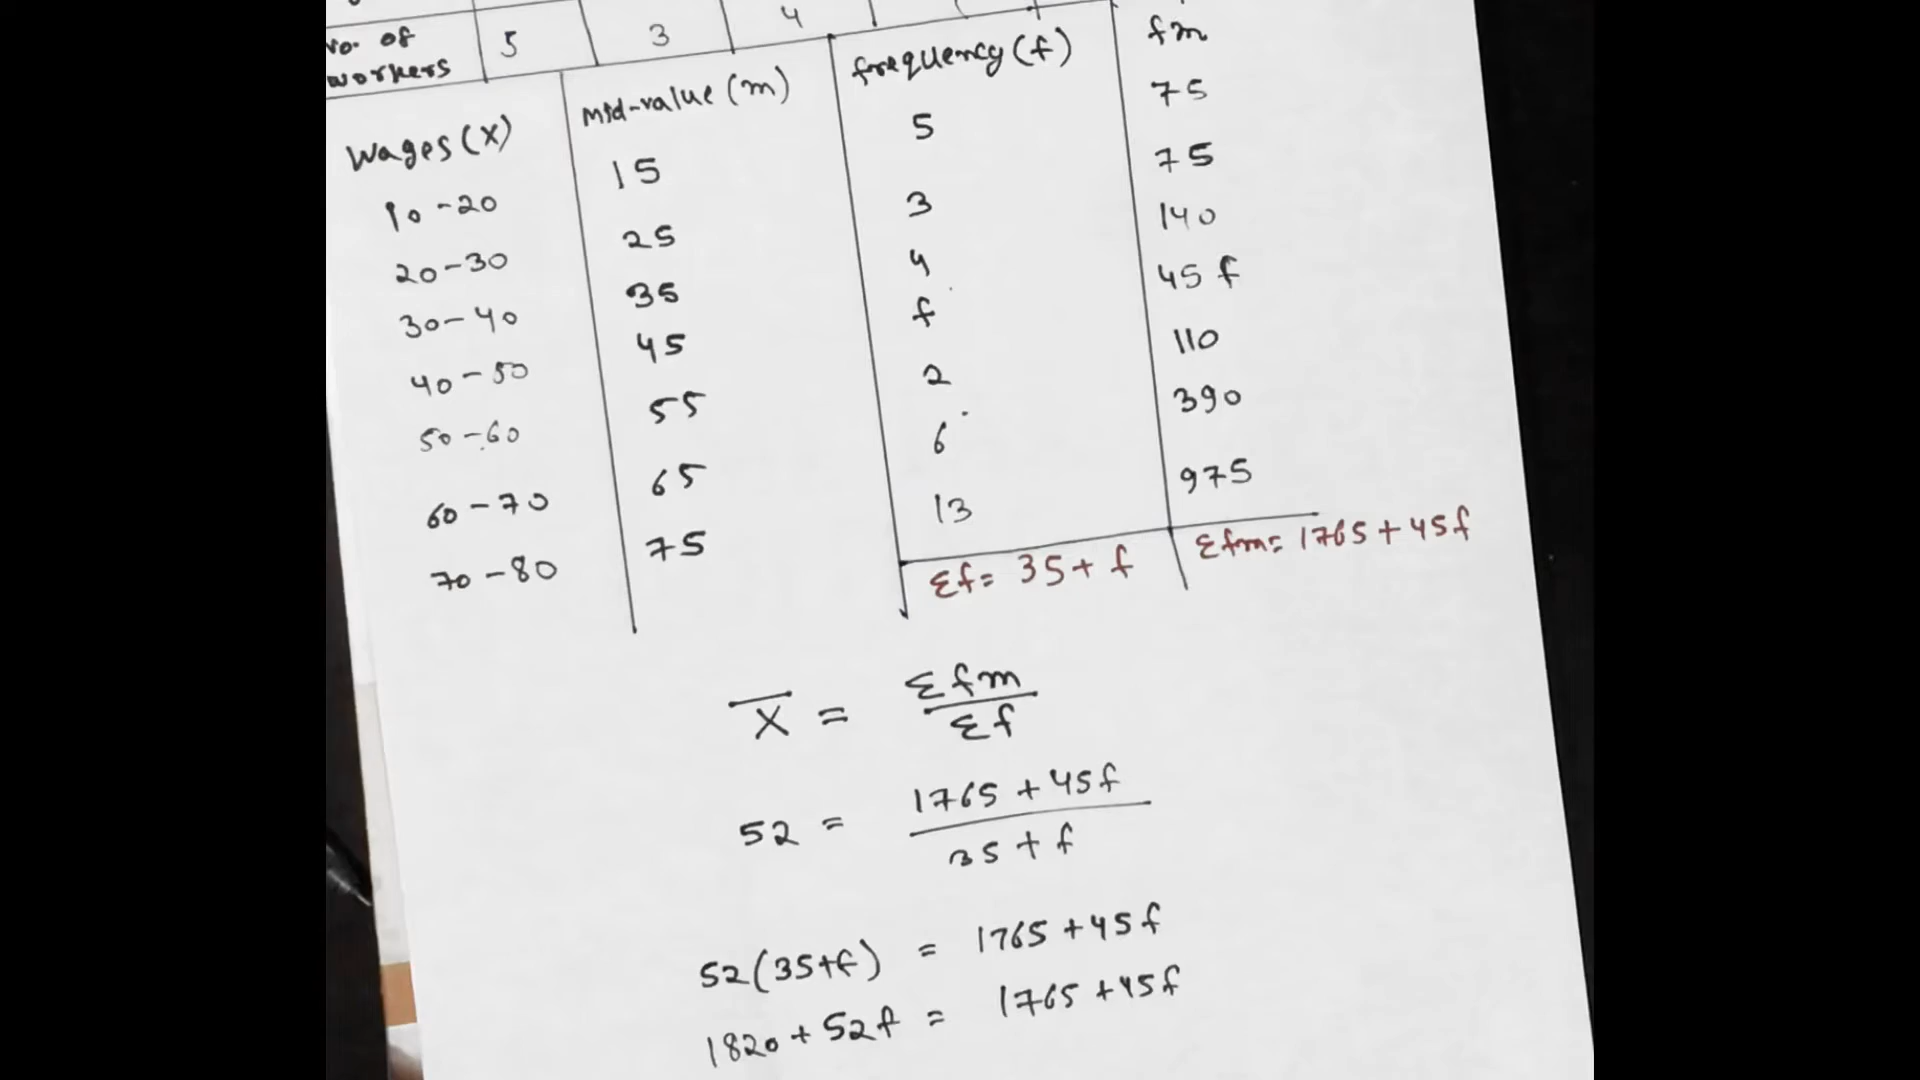 No. of workers 5 3 4
Wages (X) mid-value (m) frequency (f) fm
10-20 15 5 75
20-30 25 3 75
30-40 35 4 140
40-50 45 f 45 f
50-60 55 2 110
60-70 65 6 390
70-80 75 13 975
Σf= 35+ f Σfm= 1765+45f
X̄ = Σfm / Σf
52 = 1765+45f / 35+f
52(35+f) = 1765+45f
1820+52f = 1765+45f